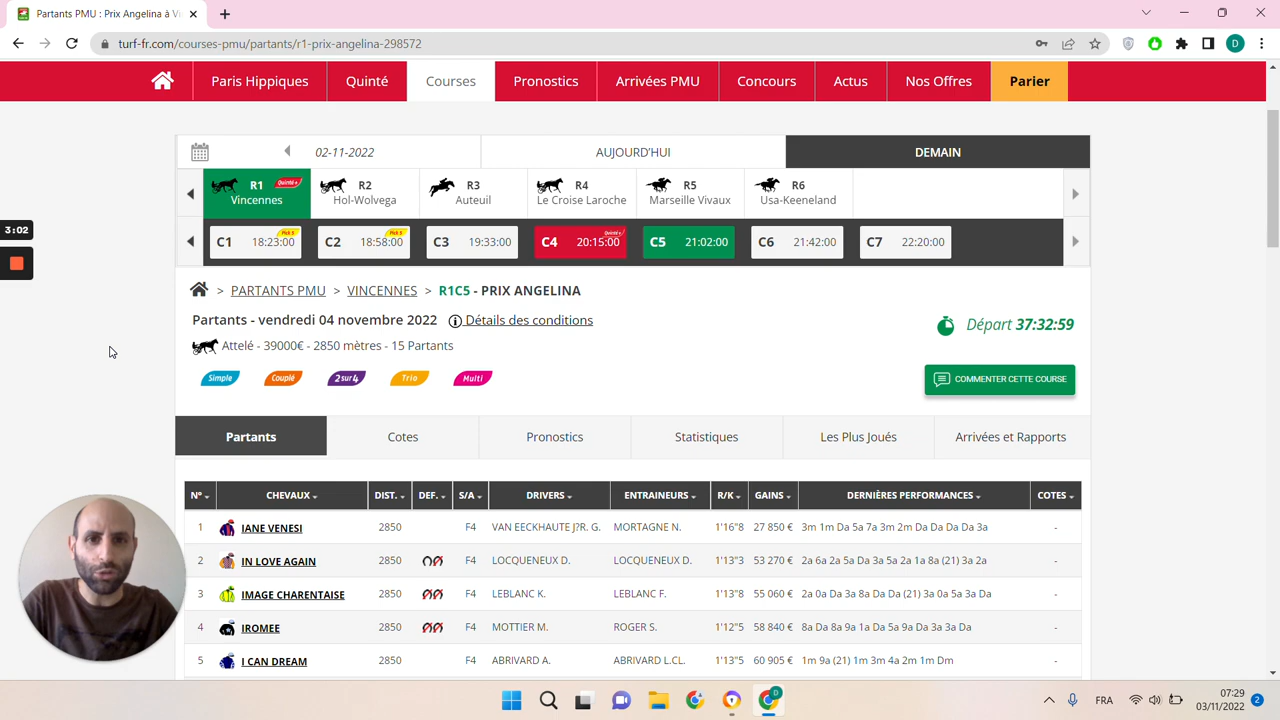 Partants PMU : Prix Angelina à Vi
turf-fr.com/courses-pmu/partants/r1-prix-angelina-298572
D
Paris Hippiques Quinté Courses Pronostics Arrivées PMU Concours Actus Nos Offres Parier
02-11-2022 AUJOURD'HUI DEMAIN
R1 Quinté+ R2 R3 R4 R5 R6
Vincennes Hol-Wolvega Auteuil Le Croise Laroche Marseille Vivaux Usa-Keeneland
3:02
Pick 5 Pick 5 Quinté+
C1 18:23:00 C2 18:58:00 C3 19:33:00 C4 20:15:00 C5 21:02:00 C6 21:42:00 C7 22:20:00
> PARTANTS PMU > VINCENNES > R1C5 - PRIX ANGELINA
Partants - vendredi 04 novembre 2022 Détails des conditions
Départ 37:32:59
Attelé - 39000€ - 2850 mètres - 15 Partants
Simple Couplé 2sur4 Trio Multi
COMMENTER CETTE COURSE
Partants Cotes Pronostics Statistiques Les Plus Joués Arrivées et Rapports
N° CHEVAUX DIST. DEF. S/A DRIVERS ENTRAINEURS R/K GAINS DERNIÈRES PERFORMANCES COTES
1 JANE VENESI 2850 F4 VAN EECKHAUTE J?R. G. MORTAGNE N. 1'16"8 27 850 € 3m 1m Da 5a 7a 3m 2m Da Da Da Da 3a -
2 IN LOVE AGAIN 2850 F4 LOCQUENEUX D. LOCQUENEUX D. 1'13"3 53 270 € Da 6a 2a 5a Da 3a 5a 2a 1a 8a (21) 3a 2a -
3 IMAGE CHARENTAISE 2850 F4 LEBLANC K. LEBLANC F. 1'13"8 55 060 € 2a 0a Da 3a 8a Da Da (21) 3a 0a 5a 3a Da -
4 IROMEE 2850 F4 MOTTIER M. ROGER S. 1'12"5 58 840 € 8a Da 8a 9a 1a Da 5a 9a Da 3a 3a Da -
5 I CAN DREAM 2850 F4 ABRIVARD A. ABRIVARD L.CL. 1'13"5 60 905 € 1m 9a (21) 1m 3m 4a 2m 1m Dm -
D
FRA
07:29
03/11/2022
2